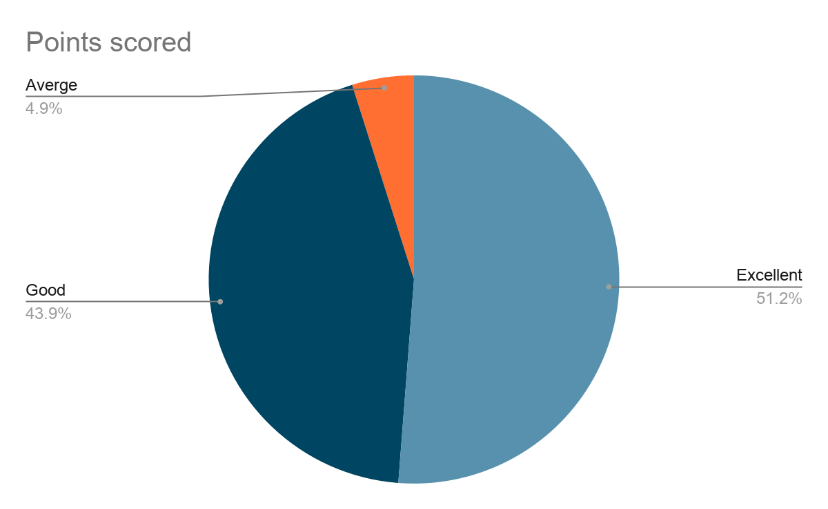 Points scored
Averge
4.9%
Good
43.9%
Excellent
51.2%